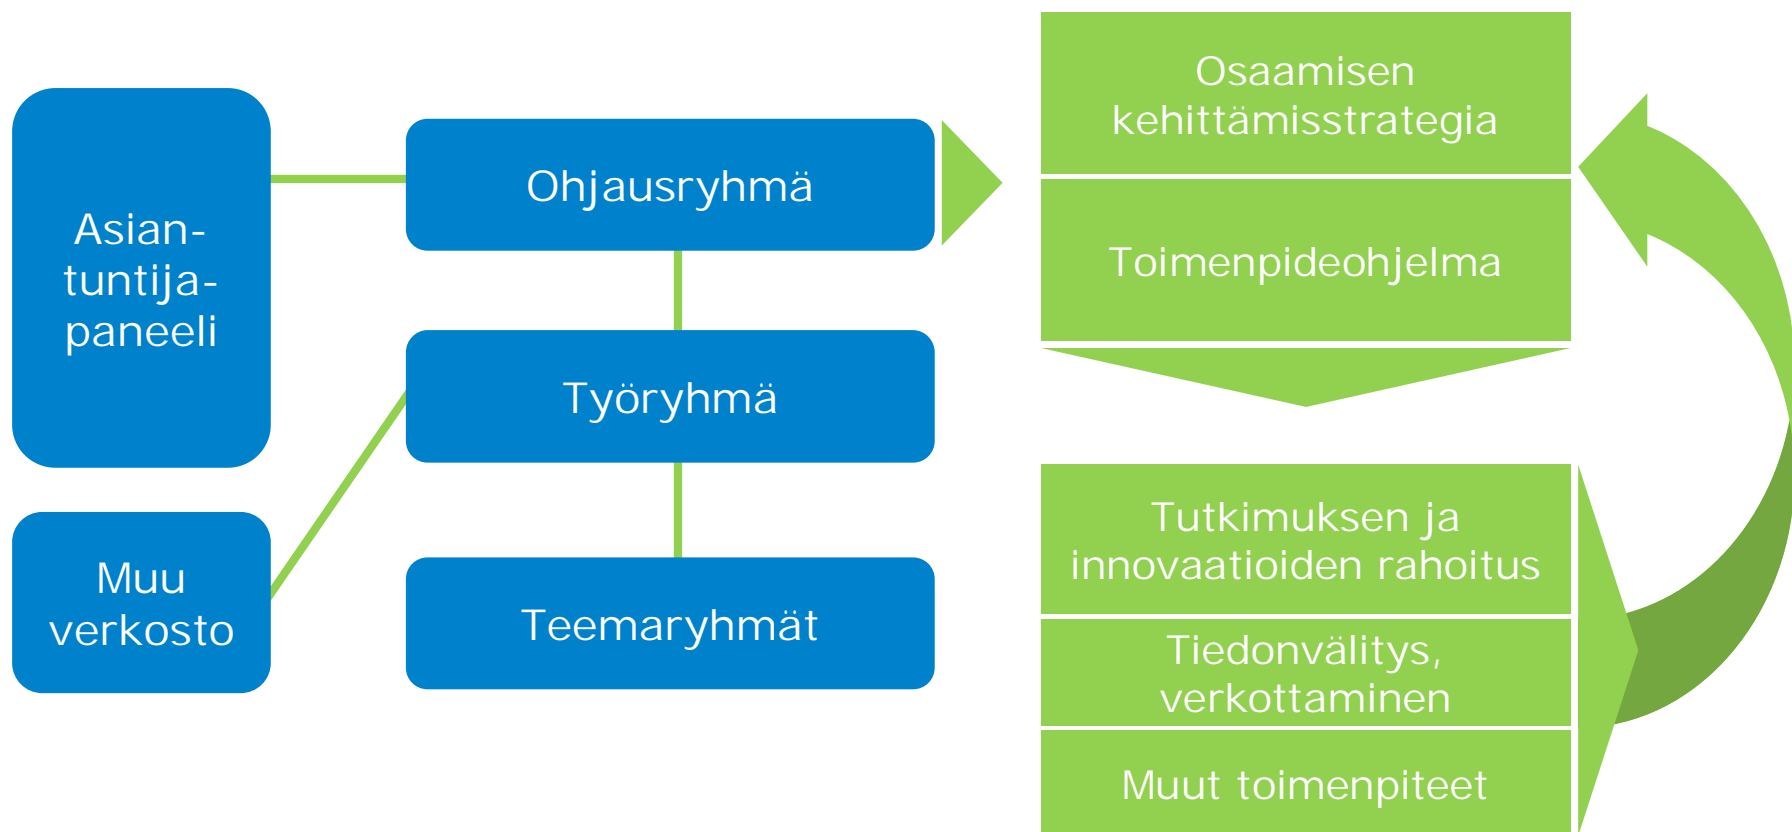 Asian-
tuntija-
paneeli
Muu
verkosto
Ohjausryhmä
Työryhmä
Teemaryhmät
Osaamisen
kehittämisstrategia
Toimenpideohjelma
Tutkimuksen ja
innovaatioiden rahoitus
Tiedonvälitys,
verkottaminen
Muut toimenpiteet